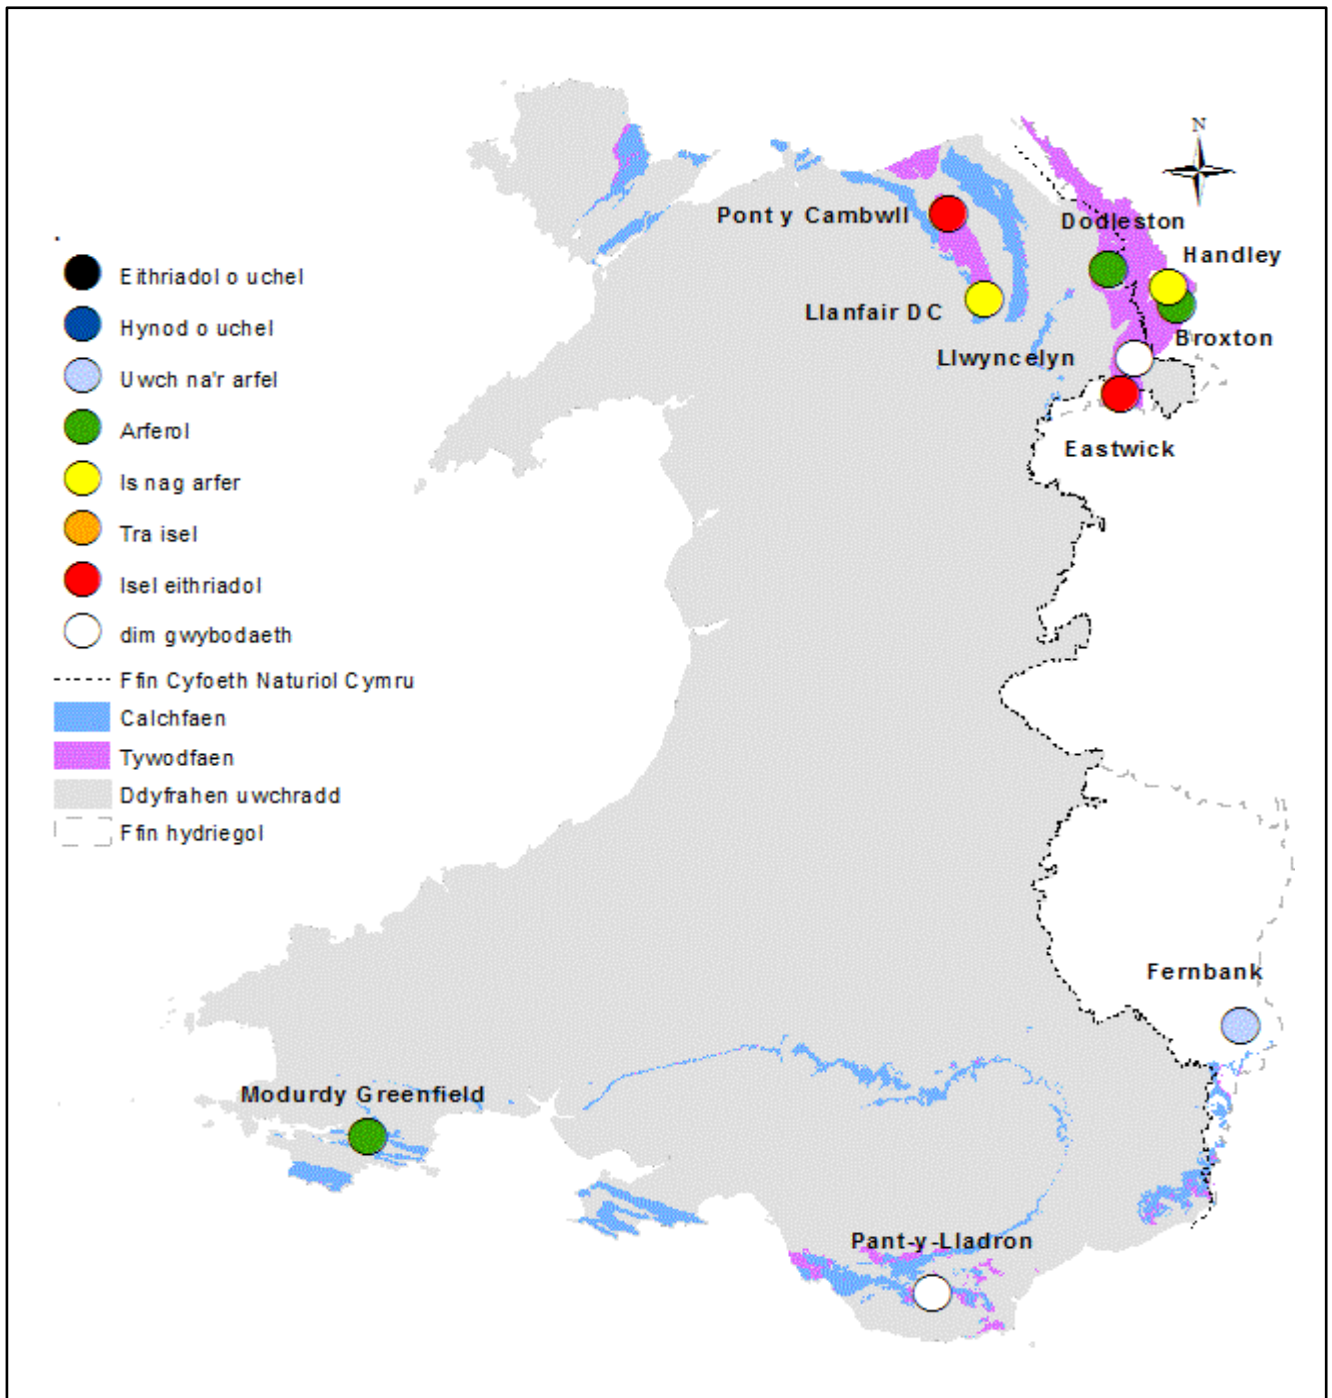 N
Pont y Cambwll
Dodleston
Handley
Llanfair DC
Broxton
Llwyncelyn
Eastwick
Eithriadol o uchel
Hynod o uchel
Uwch na'r arfel
Arferol
Is nag arfer
Tra isel
Isel eithriadol
dim gwybodaeth
Ffin Cyfoeth Naturiol Cymru
Calchfaen
Tywodfaen
Ddyfrahen uwchradd
Ffin hydriegol
Fernbank
Modurdy Greenfield
Pant-y-Lladron